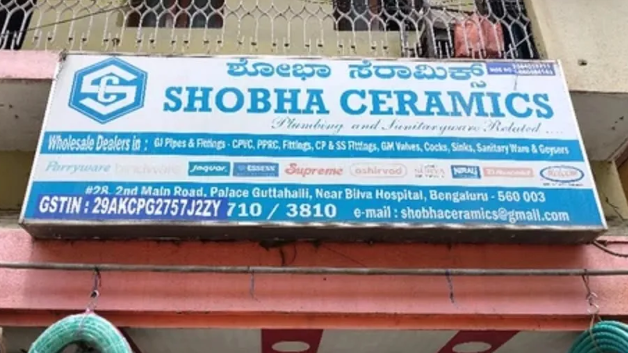 ಶೋಭಾ ಸೆರಾಮಿಕ್ಸ್
SHOBHA CERAMICS
Plumbing and Sanitaryware Related ....
Wholesale Dealers in : GI Pipes & Fittings - CPVC, PPRC, Fittings, CP & SS Fittings, GM Valves, Cocks, Sinks, Sanitary Ware & Geysers
Parryware hindware Jaquar ESSESS Supreme ashirvad
#28, 2nd Main Road, Palace Guttahalli, Near Bilva Hospital, Bengaluru - 560 003
GSTIN : 29AKCPG2757J2ZY 710 / 3810 e-mail : shobhaceramics@gmail.com